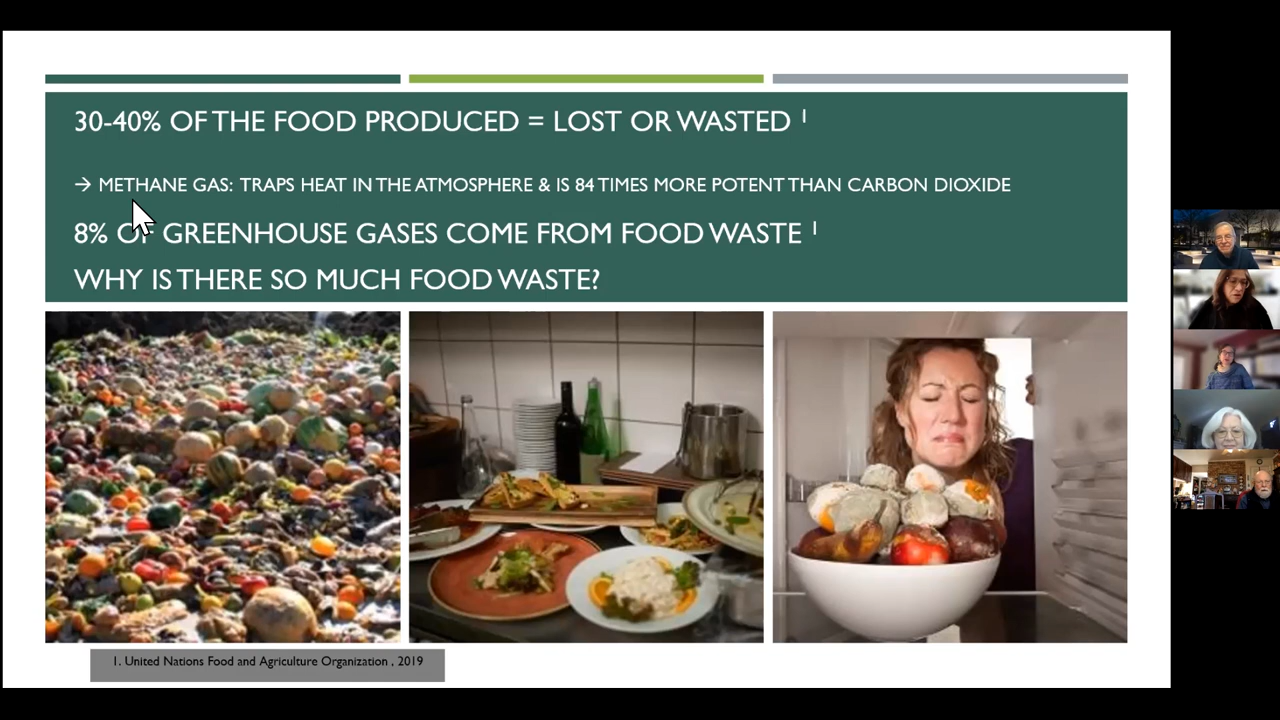 30-40% OF THE FOOD PRODUCED = LOST OR WASTED ¹
→ METHANE GAS: TRAPS HEAT IN THE ATMOSPHERE & IS 84 TIMES MORE POTENT THAN CARBON DIOXIDE
8% OF GREENHOUSE GASES COME FROM FOOD WASTE ¹
WHY IS THERE SO MUCH FOOD WASTE?
1. United Nations Food and Agriculture Organization , 2019